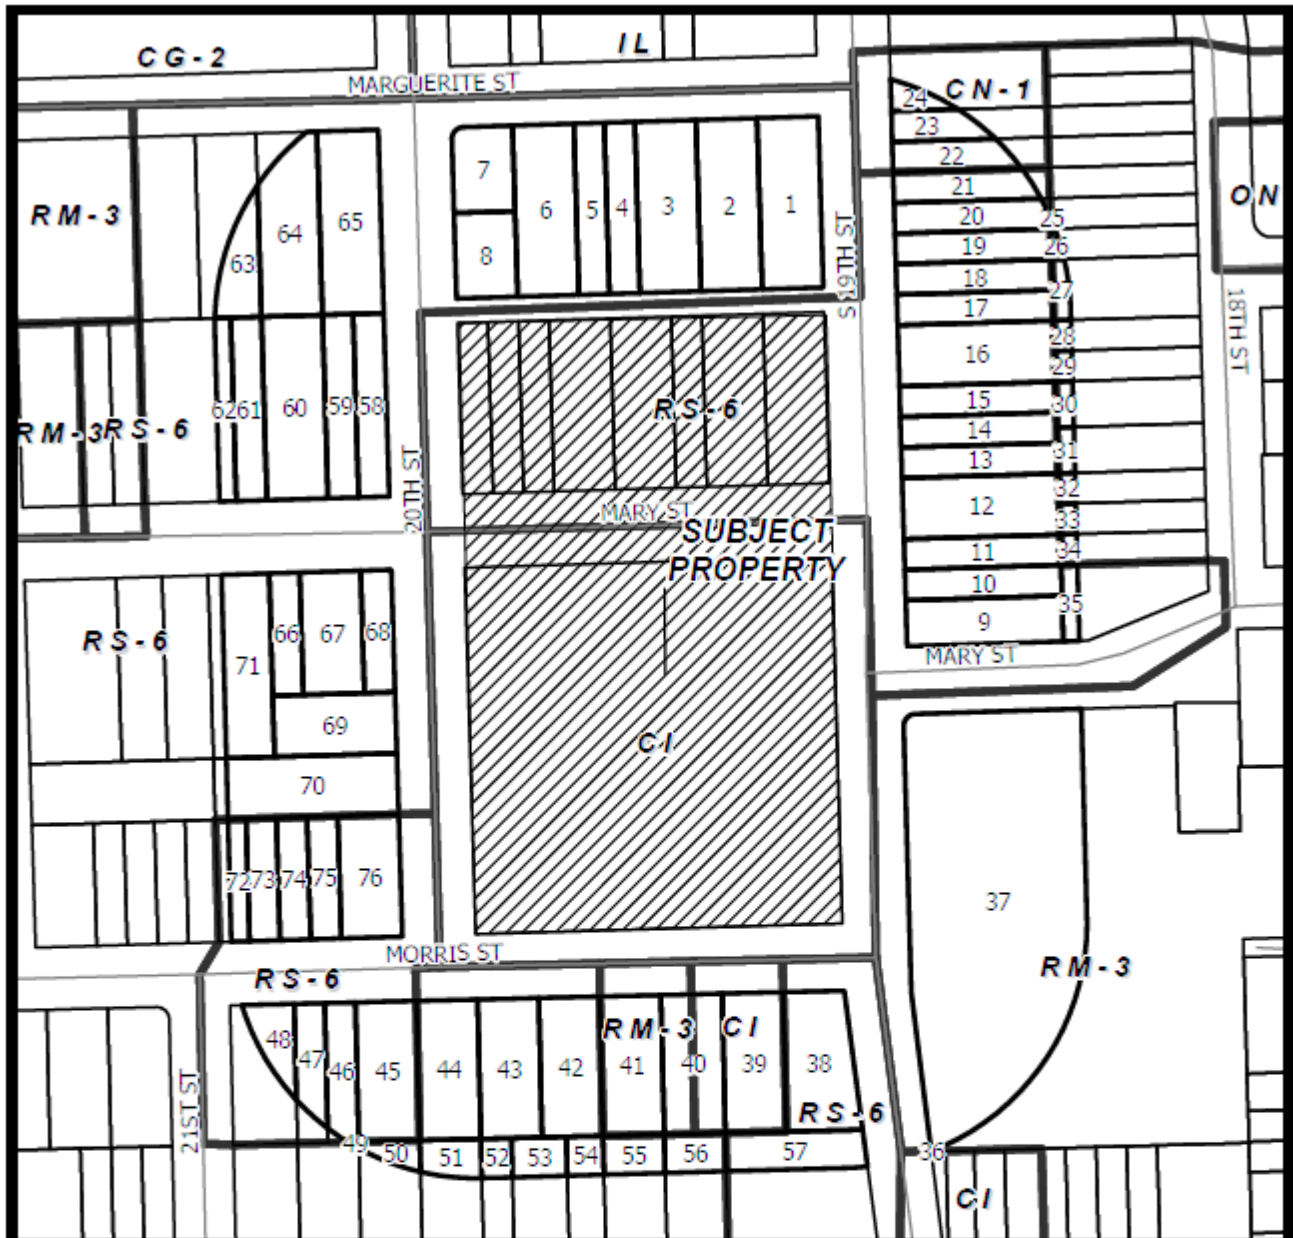 CG-2
IL
MARGUERITE ST
CN-1
24
23
22
7
6
5
4
3
2
1
8
RM-3
65
64
63
21
20
19
18
17
16
15
14
13
12
11
10
9
25
26
27
28
29
30
31
32
33
34
35
ON
S 19TH ST
18TH ST
62
61
60
59
58
RM-3
RS-6
20TH ST
RS-6
MARY ST
SUBJECT
PROPERTY
MARY ST
RS-6
71
66
67
68
69
70
CI
72
73
74
75
76
37
MORRIS ST
RS-6
RM-3
RM-3
CI
48
47
46
45
44
43
42
41
40
39
38
RS-6
21ST ST
49
50
51
52
53
54
55
56
57
36
CI